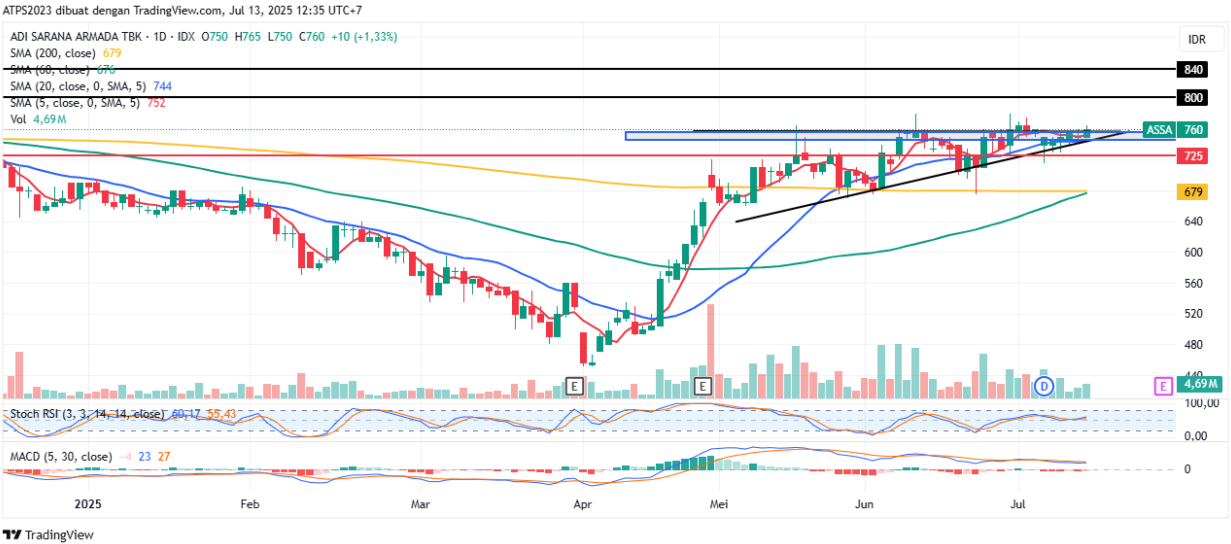 ATPS2023 dibuat dengan TradingView.com, Jul 13, 2025 12:35 UTC+7
ADI SARANA ARMADA TBK · 1D · IDX O750 H765 L750 C760 +10 (+1,33%)
IDR
SMA (200, close) 679
SMA (60, close) 676
840
SMA (20, close, 0, SMA, 5) 744
800
SMA (5, close, 0, SMA, 5) 752
Vol 4,69M
ASSA 760
725
679
640
600
560
520
480
440
E E D E 4,69M
100,00
Stoch RSI (3, 3, 14, 14, close) 60,17 55,43
0,00
MACD (5, 30, close) -4 23 27
0
2025 Feb Mar Apr Mei Jun Jul
TradingView